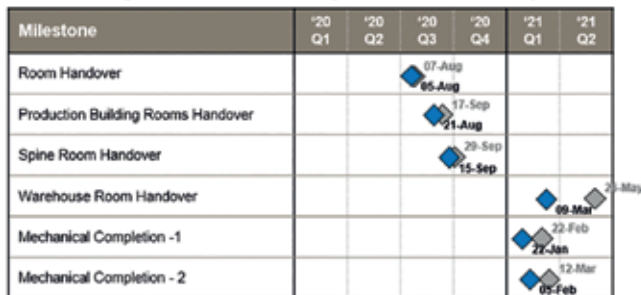 Milestone '20 '20 '20 '20 '21 '21
Q1 Q2 Q3 Q4 Q1 Q2
Room Handover 07-Aug
05-Aug
Production Building Rooms Handover 17-Sep
21-Aug
Spine Room Handover 29-Sep
15-Sep
Warehouse Room Handover
09-Mar
Mechanical Completion -1 22-Feb
22-Jan
Mechanical Completion - 2 12-Mar
05-Feb